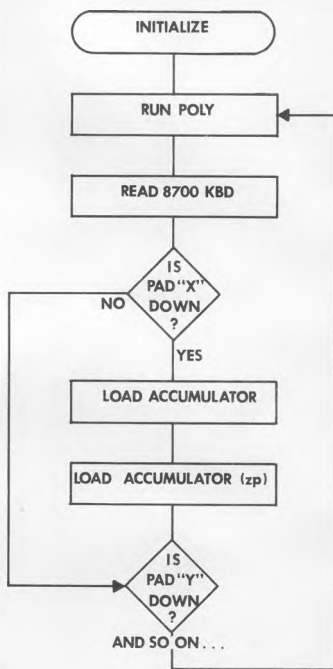 INITIALIZE
RUN POLY
READ 8700 KBD
IS
PAD "X"
DOWN
?
NO
YES
LOAD ACCUMULATOR
LOAD ACCUMULATOR (zp)
IS
PAD "Y"
DOWN
?
AND SO ON...